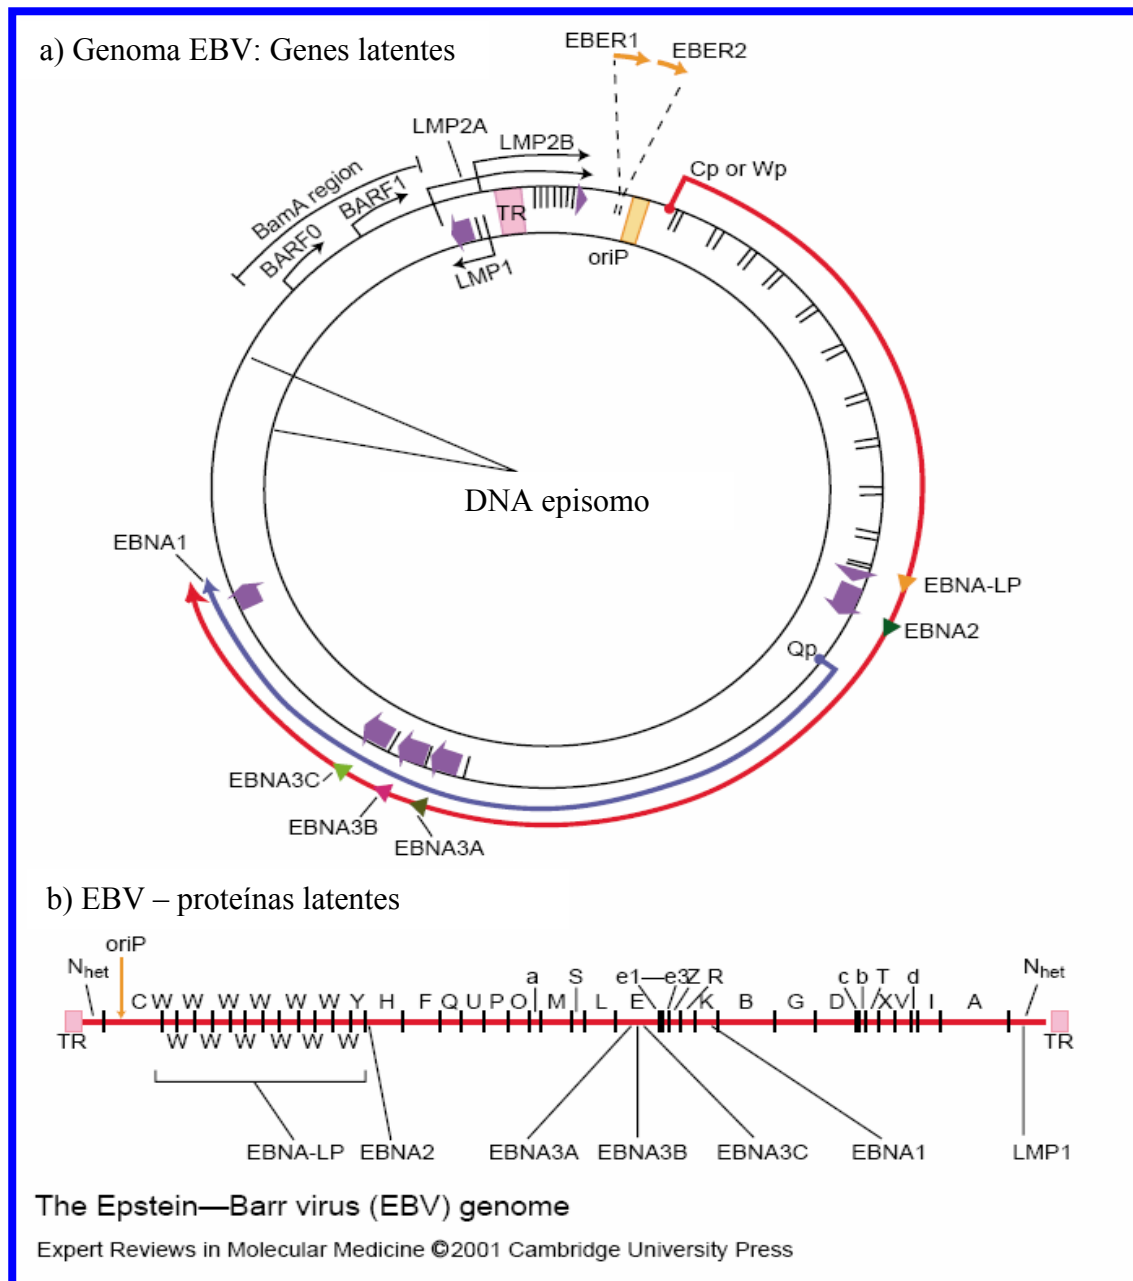 a) Genoma EBV: Genes latentes
EBER1
EBER2
LMP2A
LMP2B
Cp or Wp
BamA region
BARF1
BARF0
TR
LMP1
oriP
DNA episomo
EBNA1
EBNA-LP
EBNA2
Qp
EBNA3C
EBNA3B
EBNA3A
b) EBV – proteínas latentes
oriP
Nhet a S e1—e3 Z R c b T d Nhet
C W W W W W W Y H F Q U P O M L E K B G D X V I A
TR W W W W W W TR
EBNA-LP EBNA2 EBNA3A EBNA3B EBNA3C EBNA1 LMP1
The Epstein—Barr virus (EBV) genome
Expert Reviews in Molecular Medicine ©2001 Cambridge University Press